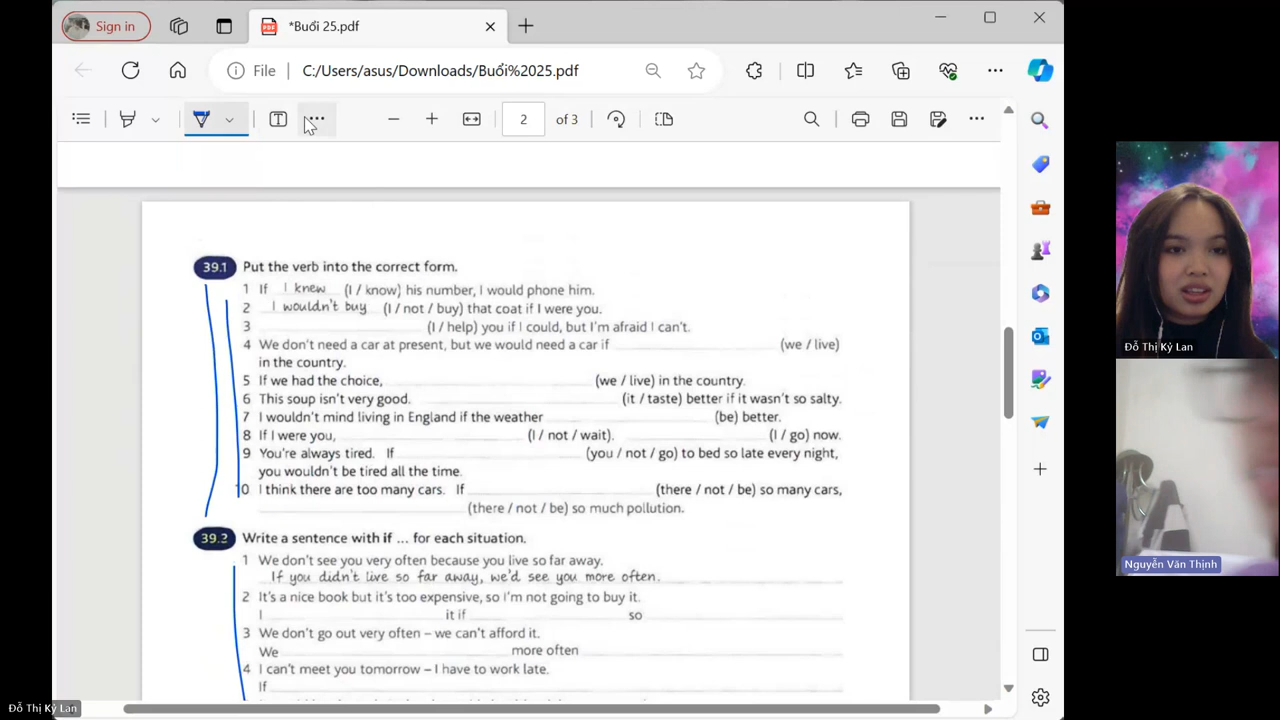 Sign in
*Buổi 25.pdf
File
C:/Users/asus/Downloads/Buổi%2025.pdf
2
of 3
39.1 Put the verb into the correct form.
1 If I knew (I / know) his number, I would phone him.
2 I wouldn't buy (I / not / buy) that coat if I were you.
3 (I / help) you if I could, but I'm afraid I can't.
4 We don't need a car at present, but we would need a car if (we / live)
in the country.
5 If we had the choice, (we / live) in the country.
6 This soup isn't very good. (it / taste) better if it wasn't so salty.
7 I wouldn't mind living in England if the weather (be) better.
8 If I were you, (I / not / wait). (I / go) now.
9 You're always tired. If (you / not / go) to bed so late every night,
you wouldn't be tired all the time.
10 I think there are too many cars. If (there / not / be) so many cars,
(there / not / be) so much pollution.
39.2 Write a sentence with if ... for each situation.
1 We don't see you very often because you live so far away.
If you didn't live so far away, we'd see you more often.
2 It's a nice book but it's too expensive, so I'm not going to buy it.
I it if so
3 We don't go out very often – we can't afford it.
We more often
4 I can't meet you tomorrow – I have to work late.
If
Đỗ Thị Kỷ Lan
Nguyễn Văn Thịnh
Đỗ Thị Kỷ Lan